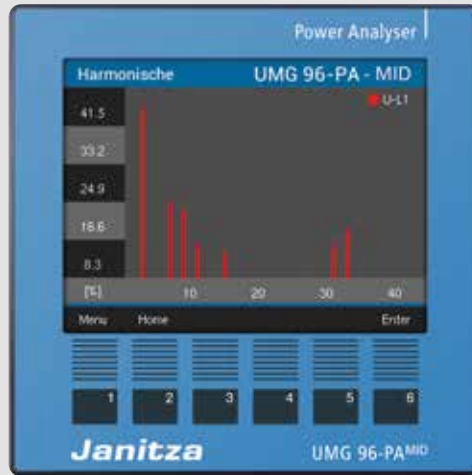 Power Analyser
Harmonische UMG 96-PA - MID
U-L1
41.5
33.2
24.9
16.6
8.3
[%] 10 20 30 40
Menu Home Enter
1 2 3 4 5 6
Janitza UMG 96-PAMID